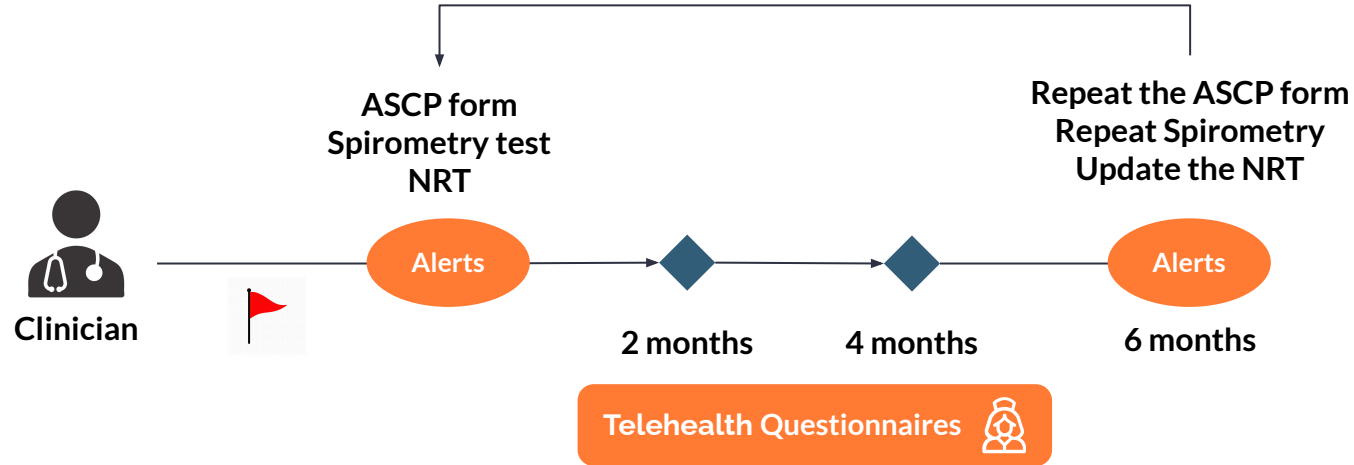 ASCP form
Spirometry test
NRT
Repeat the ASCP form
Repeat Spirometry
Update the NRT
Alerts
Alerts
Clinician
2 months
4 months
6 months
Telehealth Questionnaires